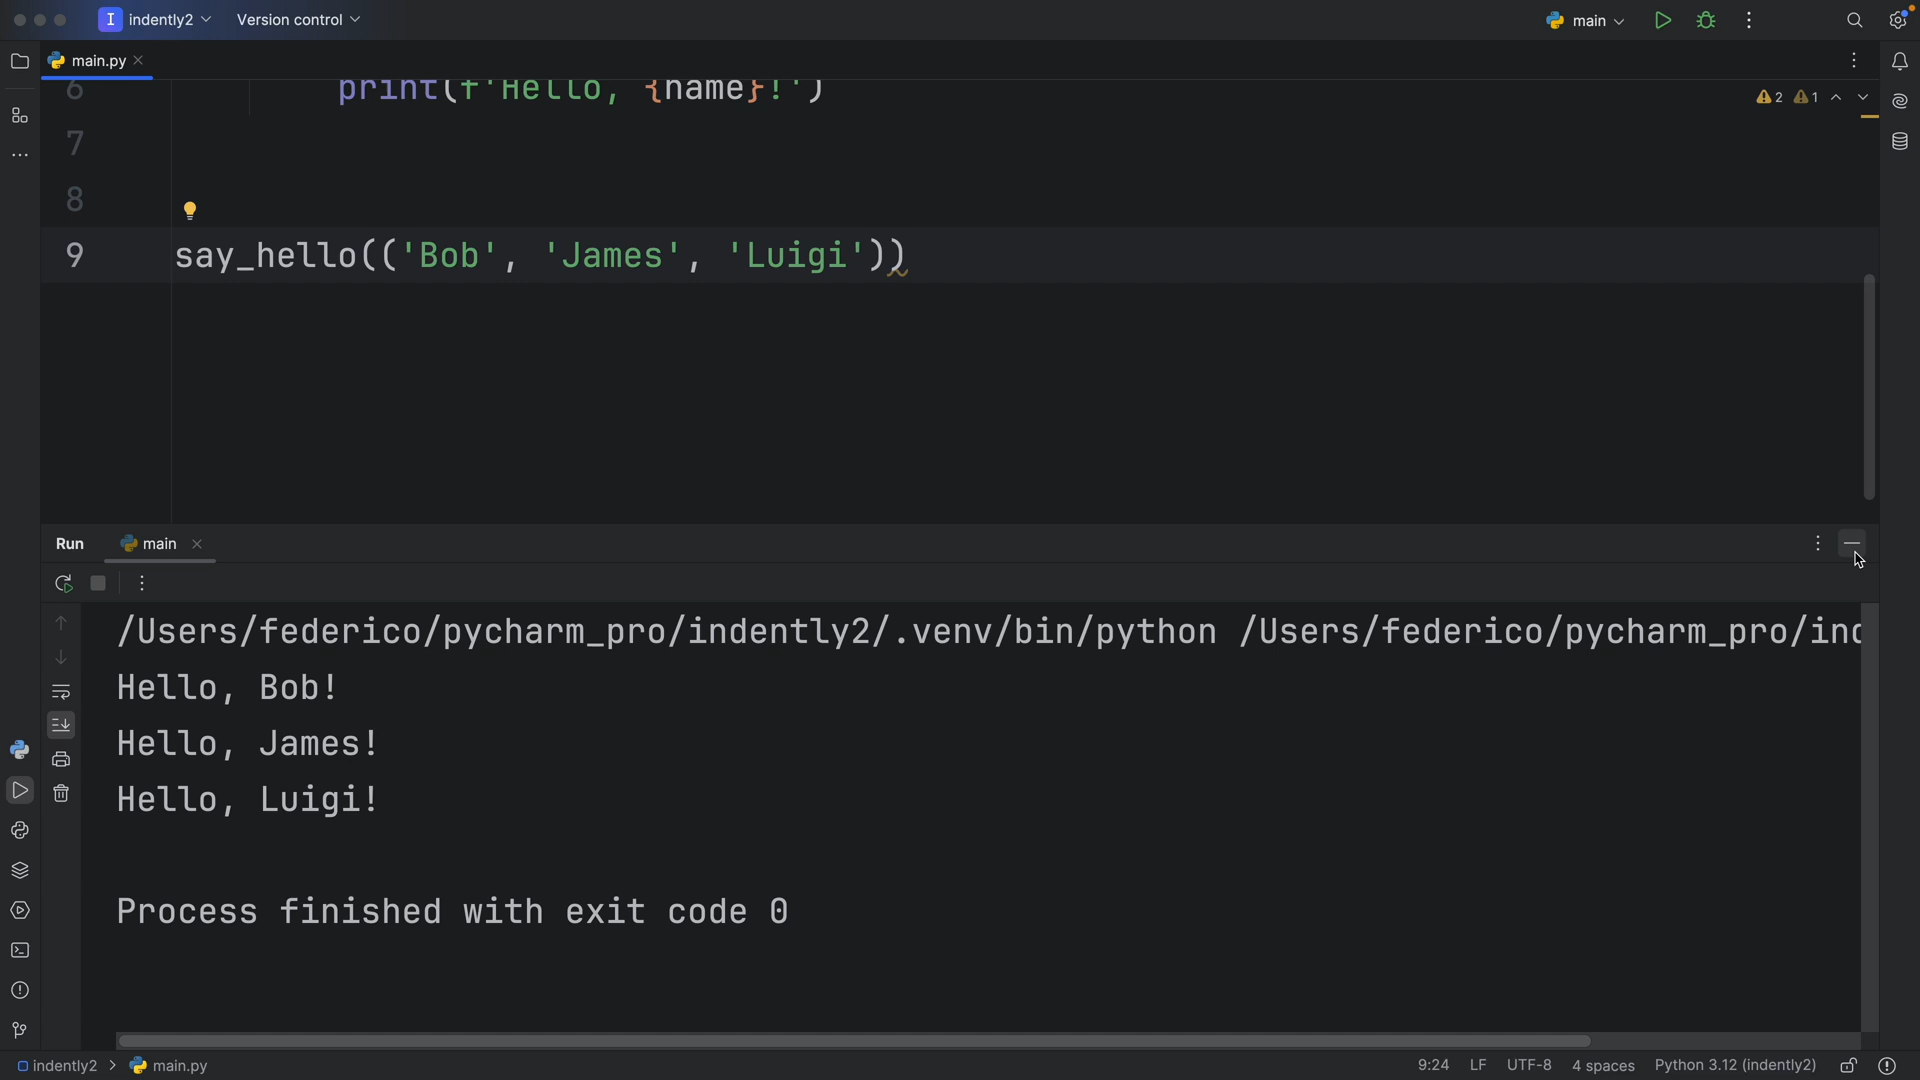 I indently2 Version control main
main.py
6 print(f'Hello, {name}!')
2 1
7
8
9 say_hello(('Bob', 'James', 'Luigi'))
Run main
/Users/federico/pycharm_pro/indently2/.venv/bin/python /Users/federico/pycharm_pro/ind
Hello, Bob!
Hello, James!
Hello, Luigi!
Process finished with exit code 0
indently2 > main.py 9:24 LF UTF-8 4 spaces Python 3.12 (indently2)